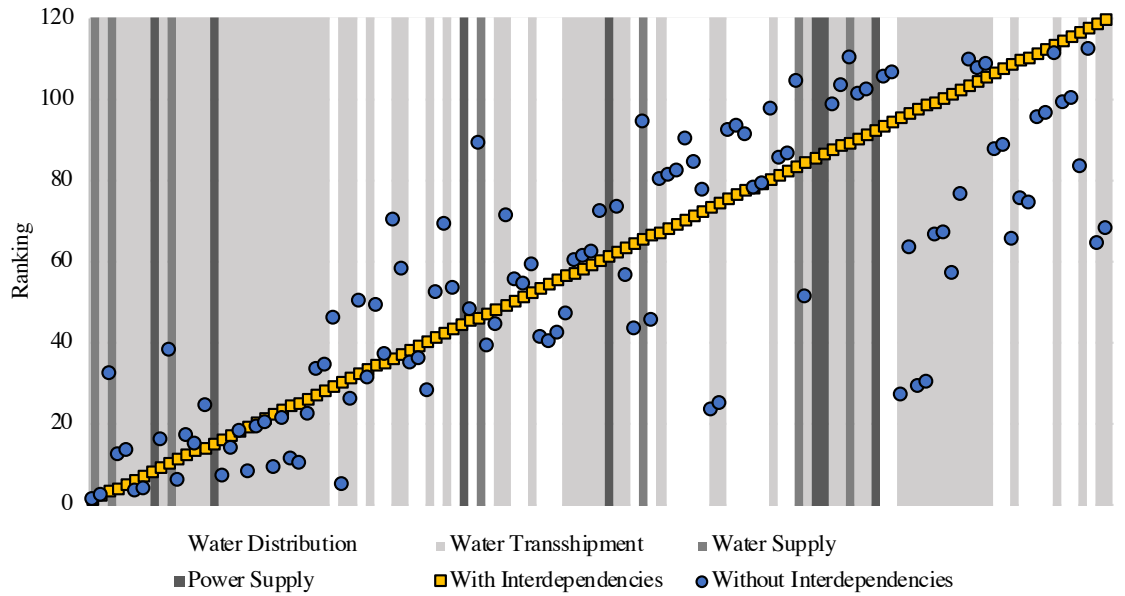 120
100
80
60
40
20
0
Ranking
Water Distribution Water Transshipment Water Supply
Power Supply With Interdependencies Without Interdependencies